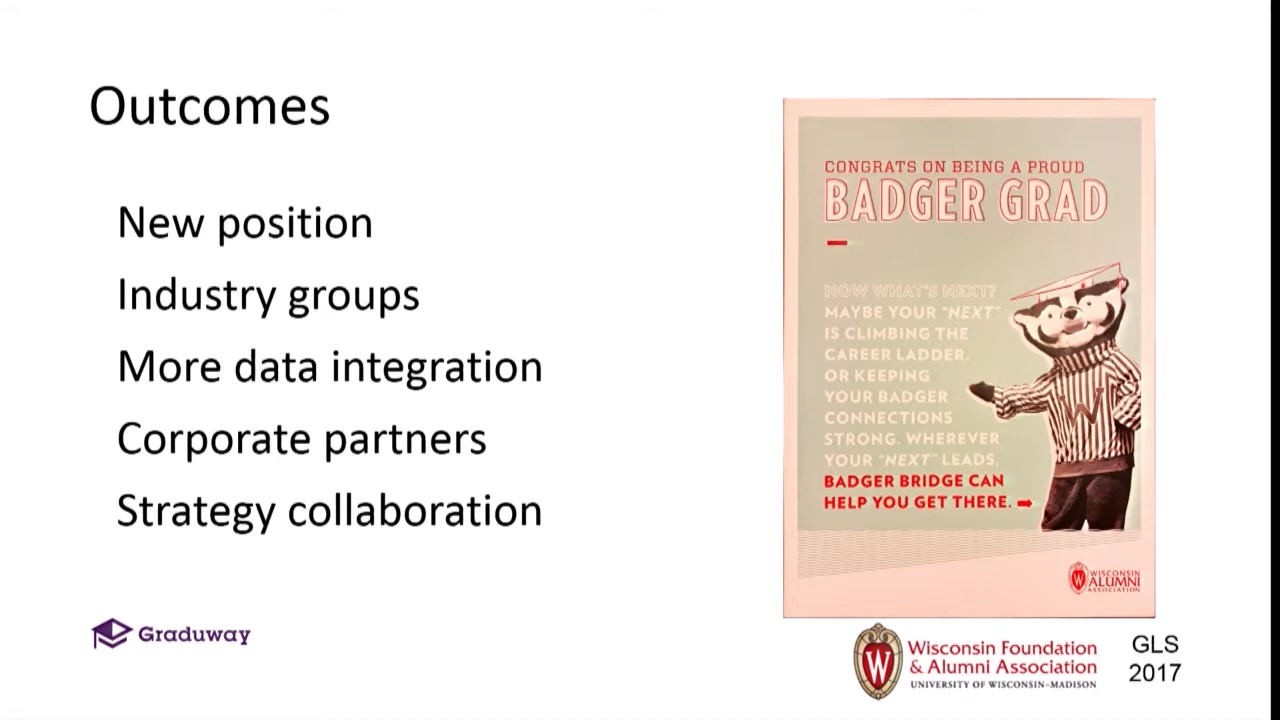 Outcomes
New position
Industry groups
More data integration
Corporate partners
Strategy collaboration
Graduway
CONGRATS ON BEING A PROUD
BADGER GRAD
NOW WHAT'S NEXT?
MAYBE YOUR "NEXT"
IS CLIMBING THE
CAREER LADDER.
OR KEEPING
YOUR BADGER
CONNECTIONS
STRONG. WHEREVER
YOUR "NEXT" LEADS,
BADGER BRIDGE CAN
HELP YOU GET THERE.
W
W
WISCONSIN
ALUMNI
ASSOCIATION
W
Wisconsin Foundation
& Alumni Association
UNIVERSITY OF WISCONSIN–MADISON
GLS
2017